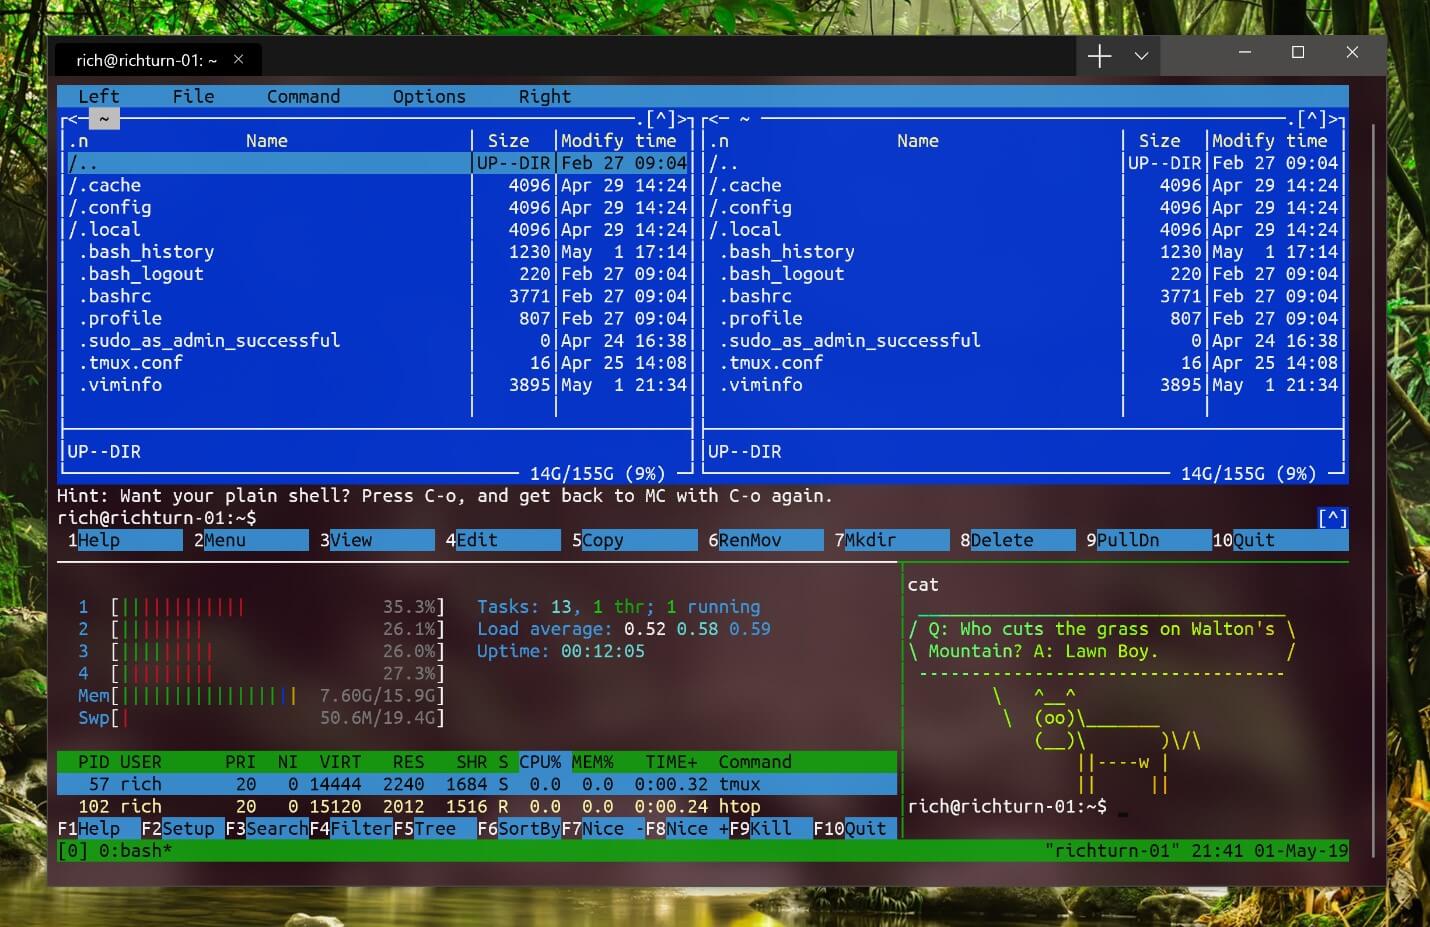 rich@richturn-01: ~
Left File Command Options Right
<─ ~ .[^]> <─ ~ .[^]>
.n Name Size Modify time .n Name Size Modify time
/.. UP--DIR Feb 27 09:04 /.. UP--DIR Feb 27 09:04
/.cache 4096 Apr 29 14:24 /.cache 4096 Apr 29 14:24
/.config 4096 Apr 29 14:24 /.config 4096 Apr 29 14:24
/.local 4096 Apr 29 14:24 /.local 4096 Apr 29 14:24
.bash_history 1230 May 1 17:14 .bash_history 1230 May 1 17:14
.bash_logout 220 Feb 27 09:04 .bash_logout 220 Feb 27 09:04
.bashrc 3771 Feb 27 09:04 .bashrc 3771 Feb 27 09:04
.profile 807 Feb 27 09:04 .profile 807 Feb 27 09:04
.sudo_as_admin_successful 0 Apr 24 16:38 .sudo_as_admin_successful 0 Apr 24 16:38
.tmux.conf 16 Apr 25 14:08 .tmux.conf 16 Apr 25 14:08
.viminfo 3895 May 1 21:34 .viminfo 3895 May 1 21:34
UP--DIR UP--DIR
14G/155G (9%) 14G/155G (9%)
Hint: Want your plain shell? Press C-o, and get back to MC with C-o again.
rich@richturn-01:~$ [^]
1Help 2Menu 3View 4Edit 5Copy 6RenMov 7Mkdir 8Delete 9PullDn 10Quit
1 [|||||||||||| 35.3%] Tasks: 13, 1 thr; 1 running
2 [|||||||| 26.1%] Load average: 0.52 0.58 0.59
3 [||||||||| 26.0%] Uptime: 00:12:05
4 [||||||||| 27.3%]
Mem[||||||||||||||||| 7.60G/15.9G]
Swp[| 50.6M/19.4G]
PID USER PRI NI VIRT RES SHR S CPU% MEM% TIME+ Command
57 rich 20 0 14444 2240 1684 S 0.0 0.0 0:00.32 tmux
102 rich 20 0 15120 2012 1516 R 0.0 0.0 0:00.24 htop
F1Help F2Setup F3SearchF4FilterF5Tree F6SortByF7Nice -F8Nice +F9Kill F10Quit
cat
___________________________________
/ Q: Who cuts the grass on Walton's \
\ Mountain? A: Lawn Boy. /
-----------------------------------
\ ^__^
\ (oo)\_______
(__)\ )\/\
||----w |
|| ||
rich@richturn-01:~$
[0] 0:bash* "richturn-01" 21:41 01-May-19